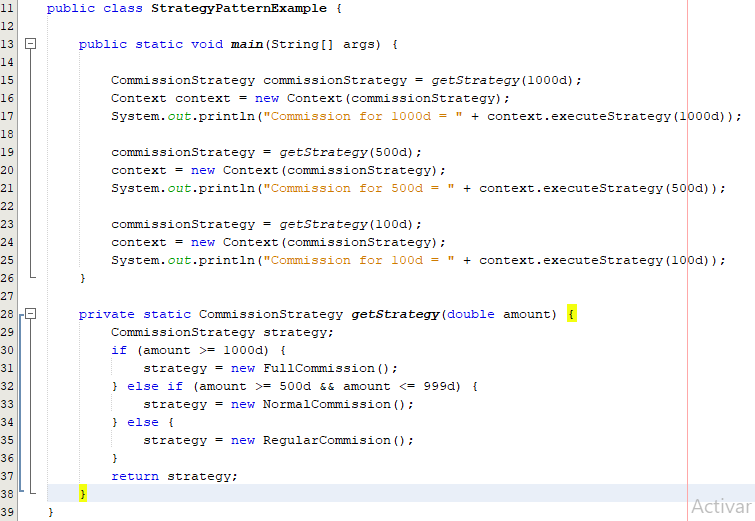 11 public class StrategyPatternExample {
12
13     public static void main(String[] args) {
14
15         CommissionStrategy commissionStrategy = getStrategy(1000d);
16         Context context = new Context(commissionStrategy);
17         System.out.println("Commission for 1000d = " + context.executeStrategy(1000d));
18
19         commissionStrategy = getStrategy(500d);
20         context = new Context(commissionStrategy);
21         System.out.println("Commission for 500d = " + context.executeStrategy(500d));
22
23         commissionStrategy = getStrategy(100d);
24         context = new Context(commissionStrategy);
25         System.out.println("Commission for 100d = " + context.executeStrategy(100d));
26     }
27
28     private static CommissionStrategy getStrategy(double amount) {
29         CommissionStrategy strategy;
30         if (amount >= 1000d) {
31             strategy = new FullCommission();
32         } else if (amount >= 500d && amount <= 999d) {
33             strategy = new NormalCommission();
34         } else {
35             strategy = new RegularCommision();
36         }
37         return strategy;
38     }
39 }
Activar